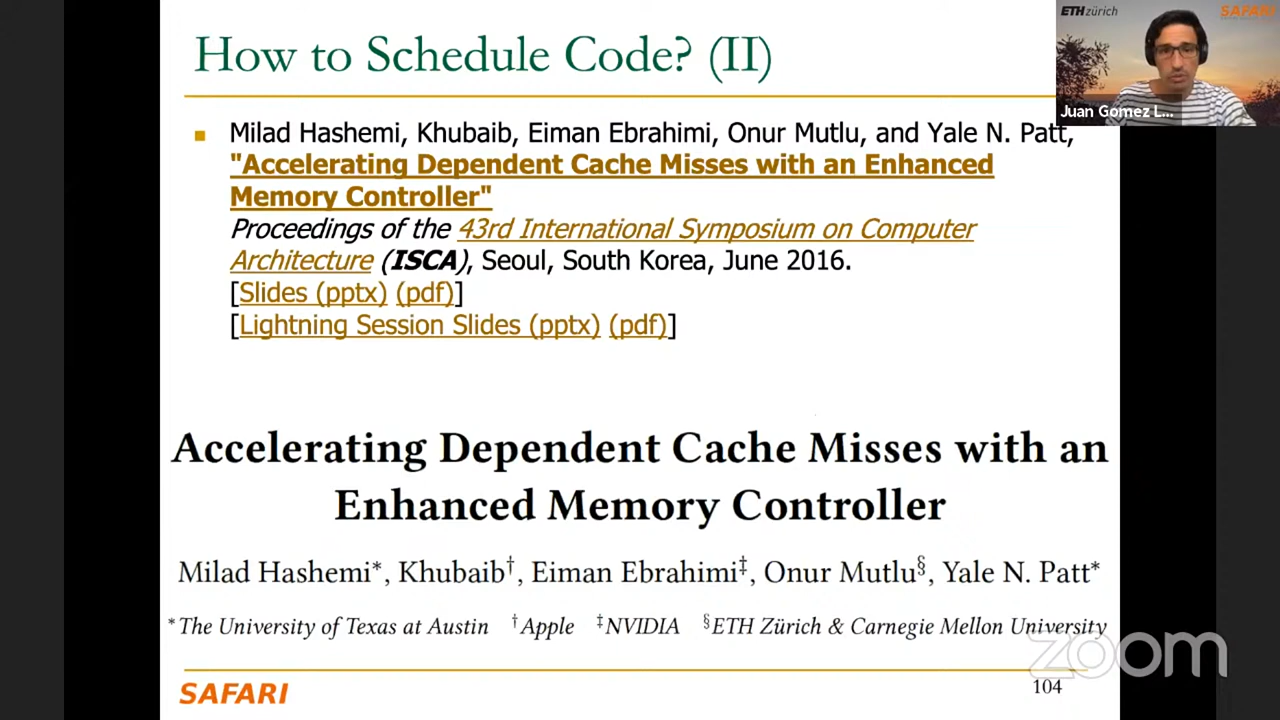 How to Schedule Code? (II)
ETH zürich
SAFARI
Juan Gomez L...
Milad Hashemi, Khubaib, Eiman Ebrahimi, Onur Mutlu, and Yale N. Patt,
"Accelerating Dependent Cache Misses with an Enhanced
Memory Controller"
Proceedings of the 43rd International Symposium on Computer
Architecture (ISCA), Seoul, South Korea, June 2016.
[Slides (pptx) (pdf)]
[Lightning Session Slides (pptx) (pdf)]
Accelerating Dependent Cache Misses with an
Enhanced Memory Controller
Milad Hashemi*, Khubaib†, Eiman Ebrahimi‡, Onur Mutlu§, Yale N. Patt*
*The University of Texas at Austin †Apple ‡NVIDIA §ETH Zürich & Carnegie Mellon University
zoom
SAFARI
104